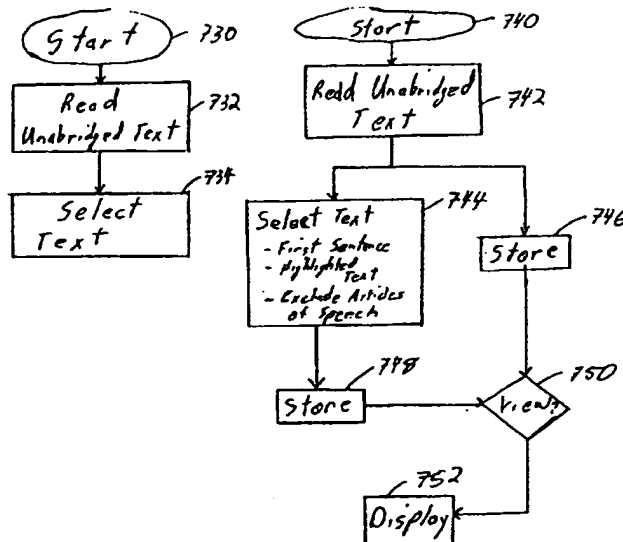 Start
730
Read
Unabridged Text
732
Select
Text
734
Start
740
Read Unabridged
Text
742
Select Text
- First Sentence
- Highlighted
Text
- Exclude Articles
of Speech
744
Store
746
Store
748
View?
750
Display
752